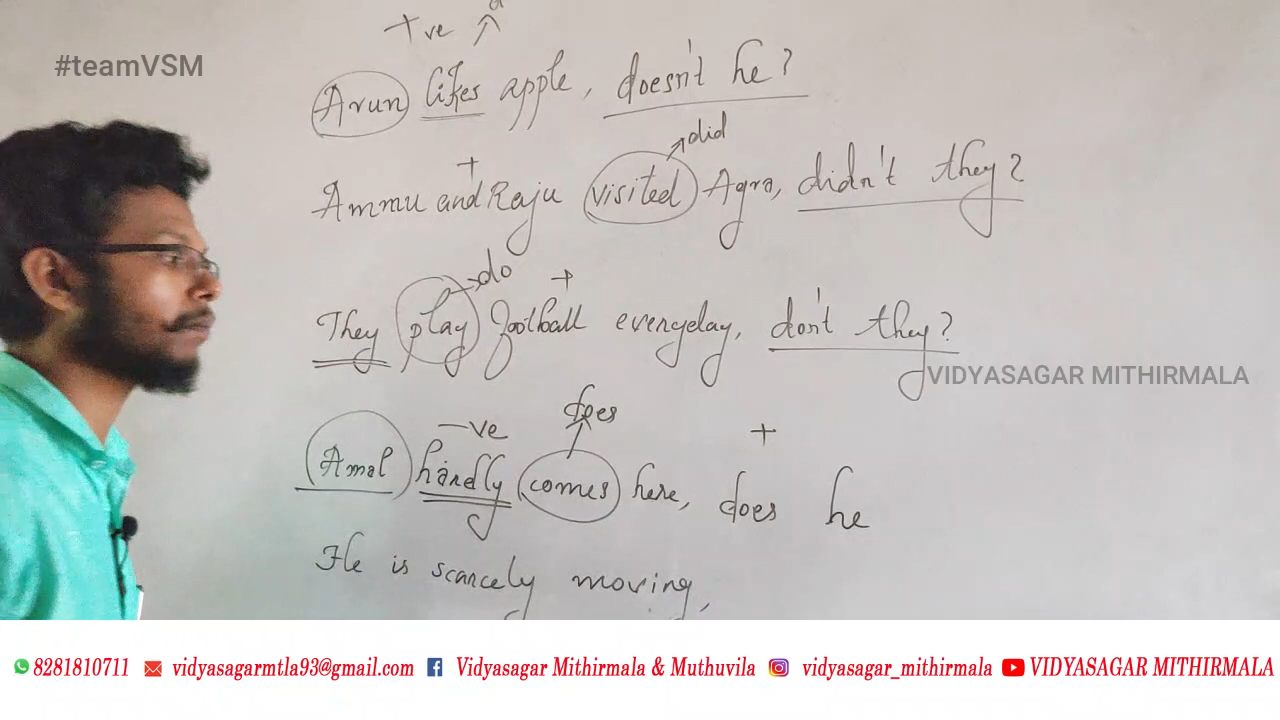 #teamVSM
+ve
Arun likes apple, doesn't he?
did
+
Ammu and Raju visited Agra, didn't they?
do +
They play football everyday, don't they?
VIDYASAGAR MITHIRMALA
does
-ve +
Amal hardly comes here, does he
He is scarcely moving,
8281810711 vidyasagarmtla93@gmail.com Vidyasagar Mithirmala & Muthuvila vidyasagar_mithirmala VIDYASAGAR MITHIRMALA